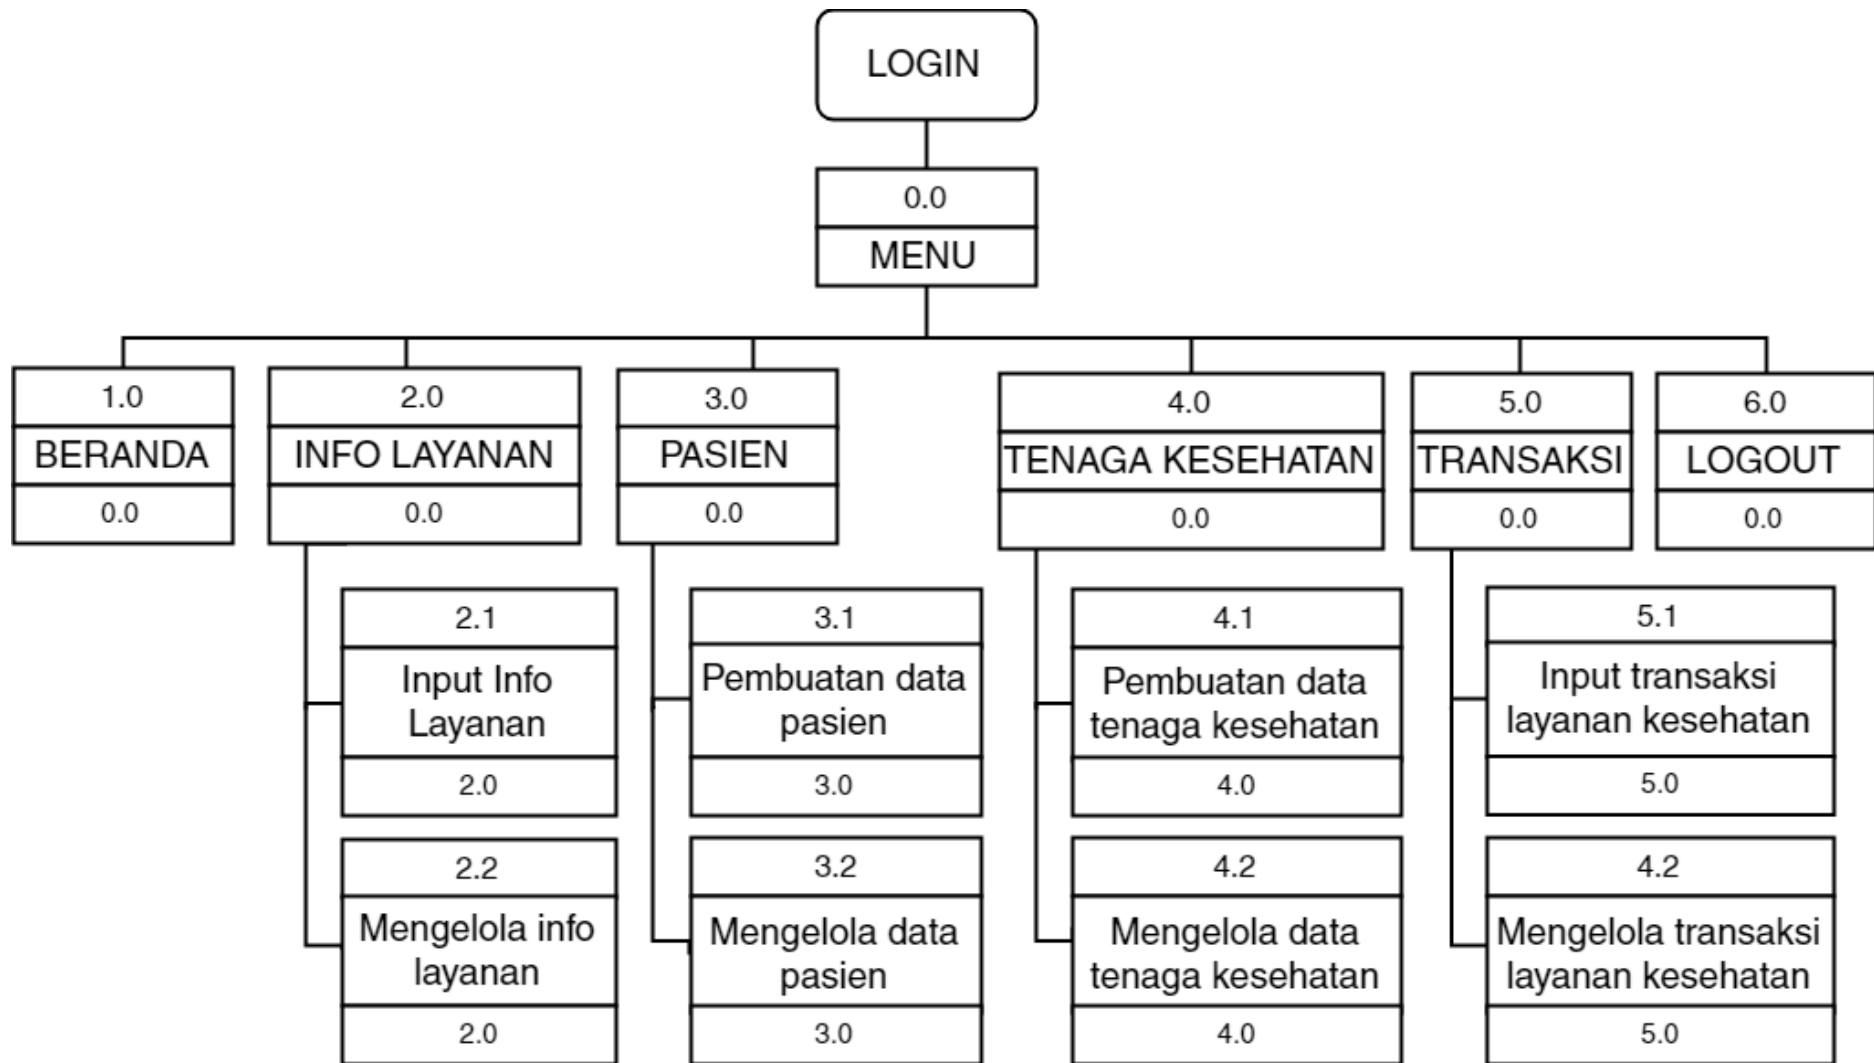 LOGIN
0.0
MENU
1.0
BERANDA
0.0
2.0
INFO LAYANAN
0.0
3.0
PASIEN
0.0
4.0
TENAGA KESEHATAN
0.0
5.0
TRANSAKSI
0.0
6.0
LOGOUT
0.0
2.1
Input Info
Layanan
2.0
2.2
Mengelola info
layanan
2.0
3.1
Pembuatan data
pasien
3.0
3.2
Mengelola data
pasien
3.0
4.1
Pembuatan data
tenaga kesehatan
4.0
4.2
Mengelola data
tenaga kesehatan
4.0
5.1
Input transaksi
layanan kesehatan
5.0
4.2
Mengelola transaksi
layanan kesehatan
5.0